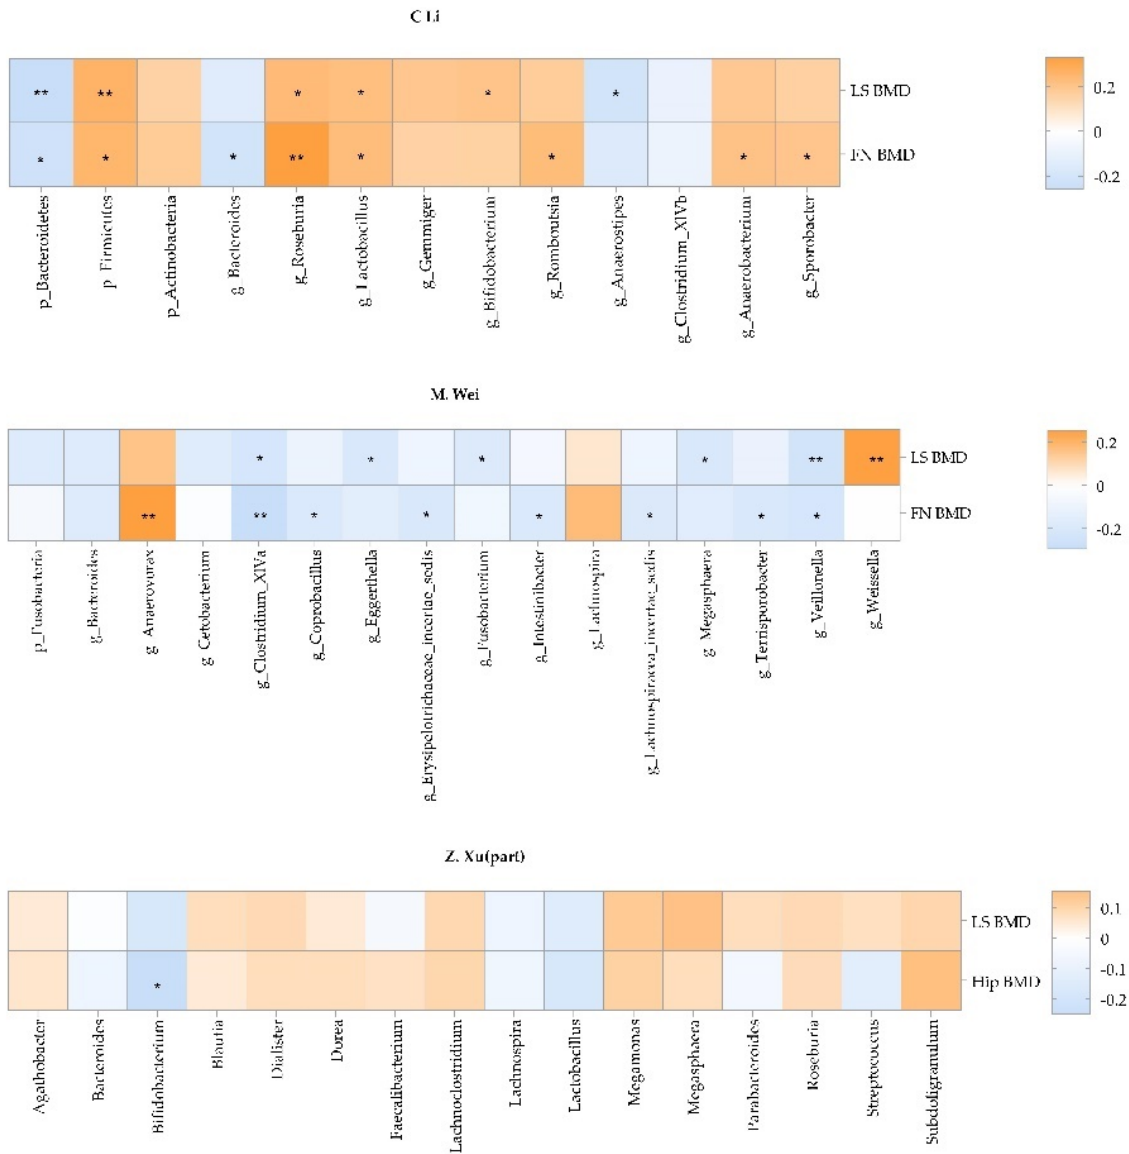 C Li
** ** * * * * LS BMD
* * * ** * * * * FN BMD
0.2
0
-0.2
p_Bacteroidetes
p_Firmicutes
p_Actinobacteria
g_Bacteroides
g_Roseburia
g_Lactobacillus
g_Gemmiger
g_Bifidobacterium
g_Romboutsia
g_Anaerostipes
g_Clostridium_XIVb
g_Anaerobacterium
g_Sporobacter
M. Wei
* * * * ** ** LS BMD
** ** * * * * * * FN BMD
0.2
0
-0.2
p_Fusobacteria
g_Bacteroides
g_Anaerovorax
g_Cetobacterium
g_Clostridium_XIVa
g_Coprobacillus
g_Eggerthella
g_Erysipelotrichaceae_incertae_sedis
g_Fusobacterium
g_Intestinibacter
g_Lachnospira
g_Lachnospiracea_incertae_sedis
g_Megasphaera
g_Terrisporobacter
g_Veillonella
g_Weissella
Z. Xu(part)
LS BMD
* Hip BMD
0.1
0
-0.1
-0.2
Agathobacter
Bacteroides
Bifidobacterium
Blautia
Dialister
Dorea
Faecalibacterium
Lachnoclostridium
Lachnospira
Lactobacillus
Megamonas
Megasphaera
Parabacteroides
Roseburia
Streptococcus
Subdoligranulum